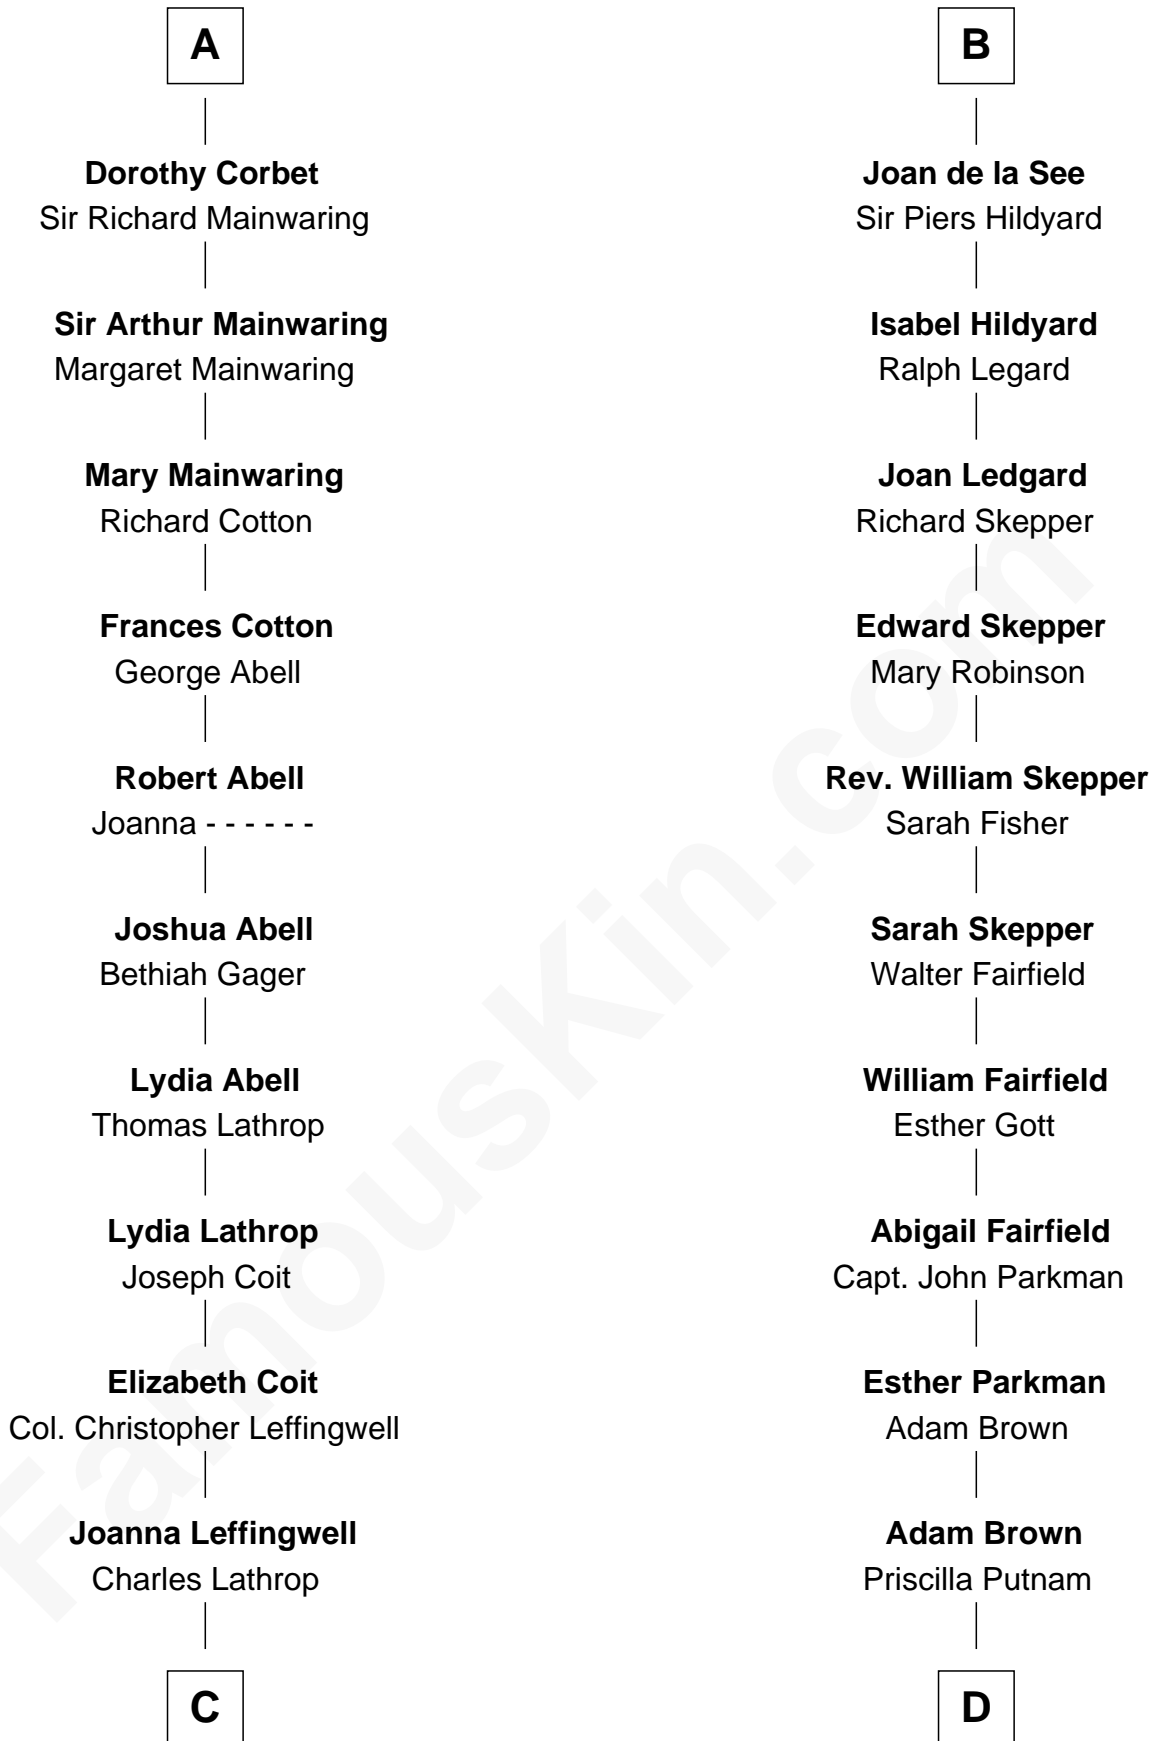 A
Dorothy Corbet
Sir Richard Mainwaring
Sir Arthur Mainwaring
Margaret Mainwaring
Mary Mainwaring
Richard Cotton
Frances Cotton
George Abell
Robert Abell
Joanna - - - - - -
Joshua Abell
Bethiah Gager
Lydia Abell
Thomas Lathrop
Lydia Lathrop
Joseph Coit
Elizabeth Coit
Col. Christopher Leffingwell
Joanna Leffingwell
Charles Lathrop
C
B
Joan de la See
Sir Piers Hildyard
Isabel Hildyard
Ralph Legard
Joan Ledgard
Richard Skepper
Edward Skepper
Mary Robinson
Rev. William Skepper
Sarah Fisher
Sarah Skepper
Walter Fairfield
William Fairfield
Esther Gott
Abigail Fairfield
Capt. John Parkman
Esther Parkman
Adam Brown
Adam Brown
Priscilla Putnam
D
FamousKin.com